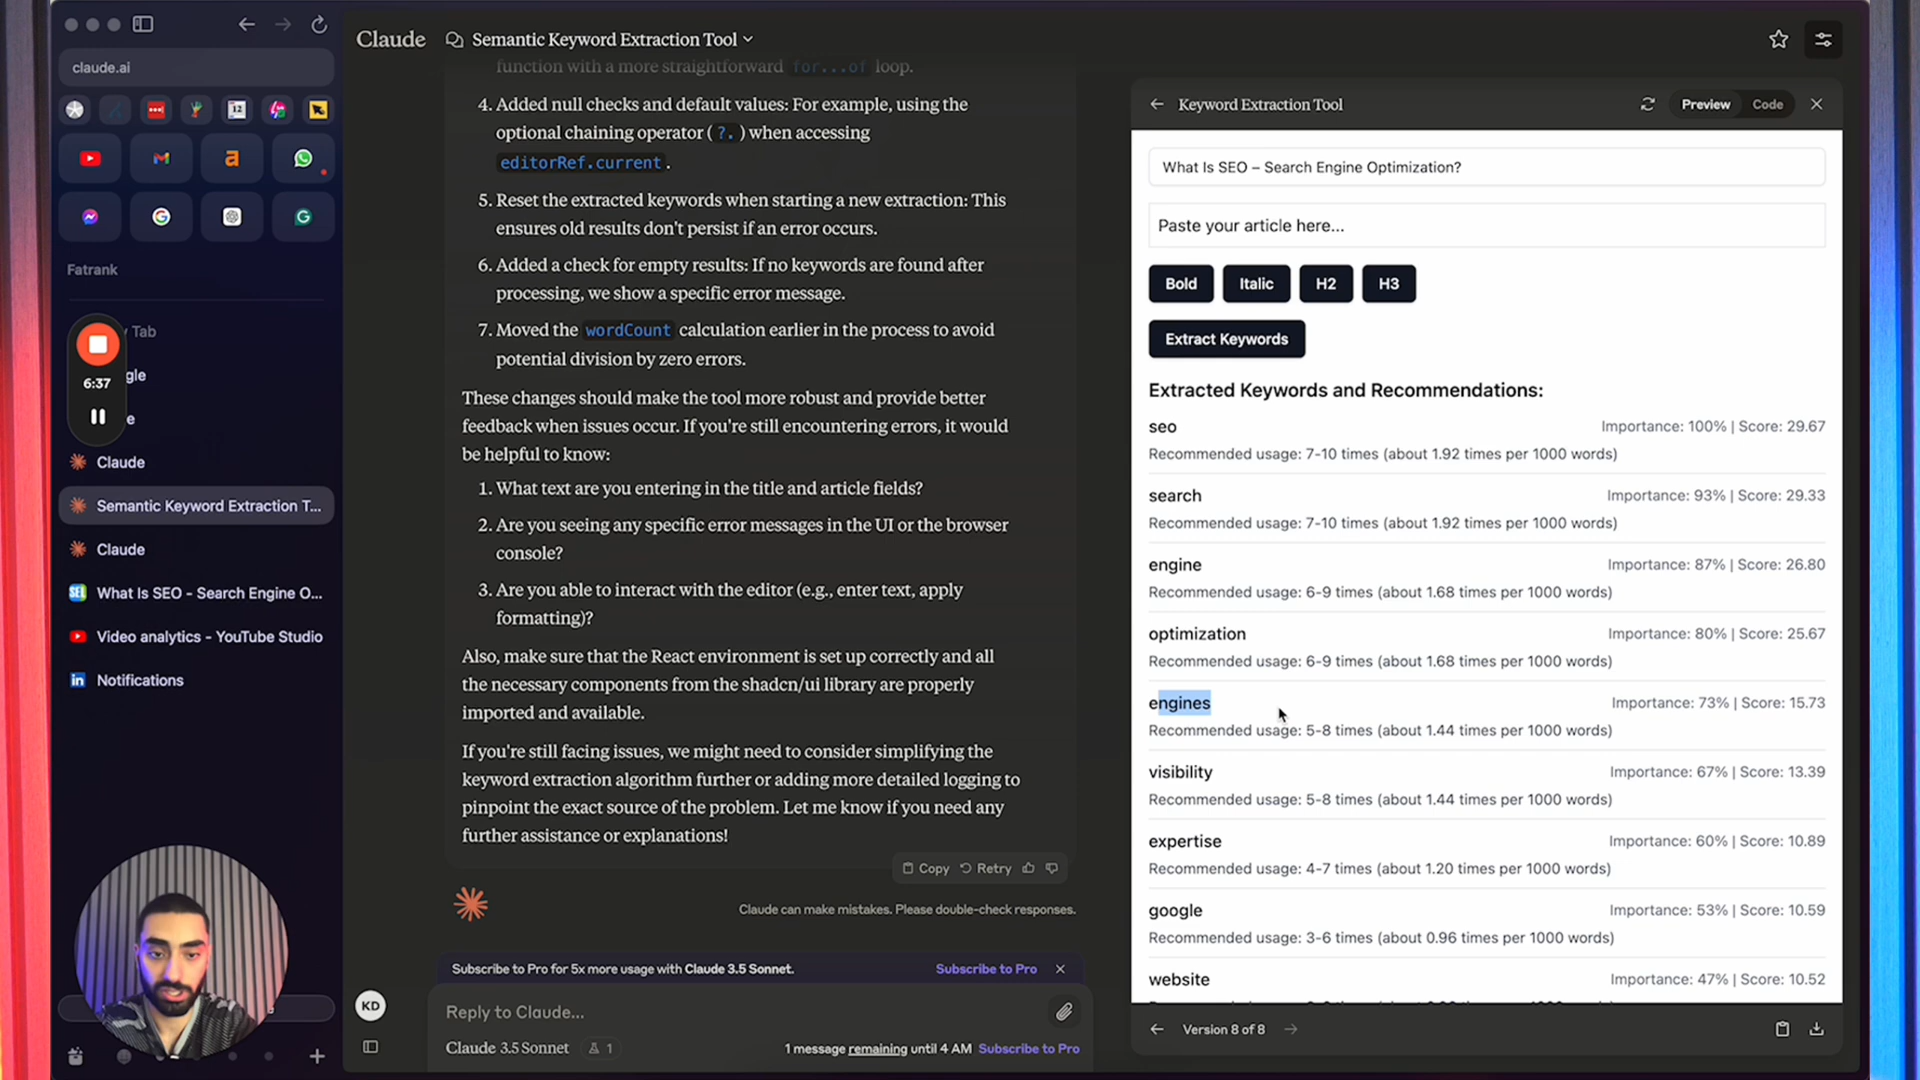 claude.ai
12
Fatrank
Tab
6:37
gle
e
Claude
Semantic Keyword Extraction T...
Claude
What Is SEO - Search Engine O...
Video analytics - YouTube Studio
Notifications
Claude
Semantic Keyword Extraction Tool
function with a more straightforward for...of loop.
4. Added null checks and default values: For example, using the
optional chaining operator ( ?. ) when accessing
editorRef.current .
5. Reset the extracted keywords when starting a new extraction: This
ensures old results don't persist if an error occurs.
6. Added a check for empty results: If no keywords are found after
processing, we show a specific error message.
7. Moved the wordCount calculation earlier in the process to avoid
potential division by zero errors.
These changes should make the tool more robust and provide better
feedback when issues occur. If you're still encountering errors, it would
be helpful to know:
1. What text are you entering in the title and article fields?
2. Are you seeing any specific error messages in the UI or the browser
console?
3. Are you able to interact with the editor (e.g., enter text, apply
formatting)?
Also, make sure that the React environment is set up correctly and all
the necessary components from the shadcn/ui library are properly
imported and available.
If you're still facing issues, we might need to consider simplifying the
keyword extraction algorithm further or adding more detailed logging to
pinpoint the exact source of the problem. Let me know if you need any
further assistance or explanations!
Copy Retry
Claude can make mistakes. Please double-check responses.
Subscribe to Pro for 5x more usage with Claude 3.5 Sonnet. Subscribe to Pro
KD
Reply to Claude...
Claude 3.5 Sonnet 1 1 message remaining until 4 AM Subscribe to Pro
Keyword Extraction Tool Preview Code
What Is SEO – Search Engine Optimization?
Paste your article here...
Bold Italic H2 H3
Extract Keywords
Extracted Keywords and Recommendations:
seo Importance: 100% | Score: 29.67
Recommended usage: 7-10 times (about 1.92 times per 1000 words)
search Importance: 93% | Score: 29.33
Recommended usage: 7-10 times (about 1.92 times per 1000 words)
engine Importance: 87% | Score: 26.80
Recommended usage: 6-9 times (about 1.68 times per 1000 words)
optimization Importance: 80% | Score: 25.67
Recommended usage: 6-9 times (about 1.68 times per 1000 words)
engines Importance: 73% | Score: 15.73
Recommended usage: 5-8 times (about 1.44 times per 1000 words)
visibility Importance: 67% | Score: 13.39
Recommended usage: 5-8 times (about 1.44 times per 1000 words)
expertise Importance: 60% | Score: 10.89
Recommended usage: 4-7 times (about 1.20 times per 1000 words)
google Importance: 53% | Score: 10.59
Recommended usage: 3-6 times (about 0.96 times per 1000 words)
website Importance: 47% | Score: 10.52
Version 8 of 8